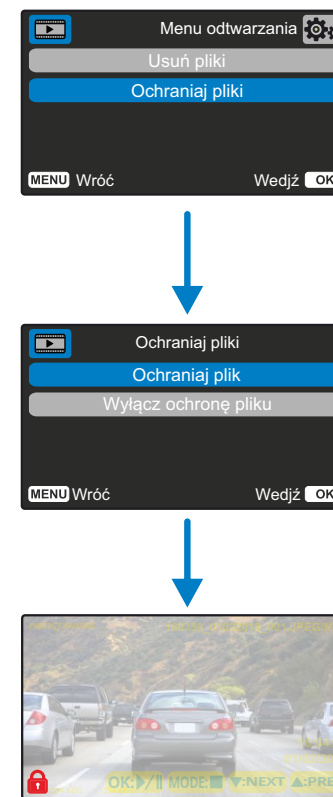 Menu odtwarzania
Usuń pliki
Ochraniaj pliki
MENU Wróć Wedjź OK
Ochraniaj pliki
Ochraniaj plik
Wyłącz ochronę pliku
MENU Wróć Wedjź OK
OK:▶/‖ MODE:■ ▼:NEXT ▲:PRE